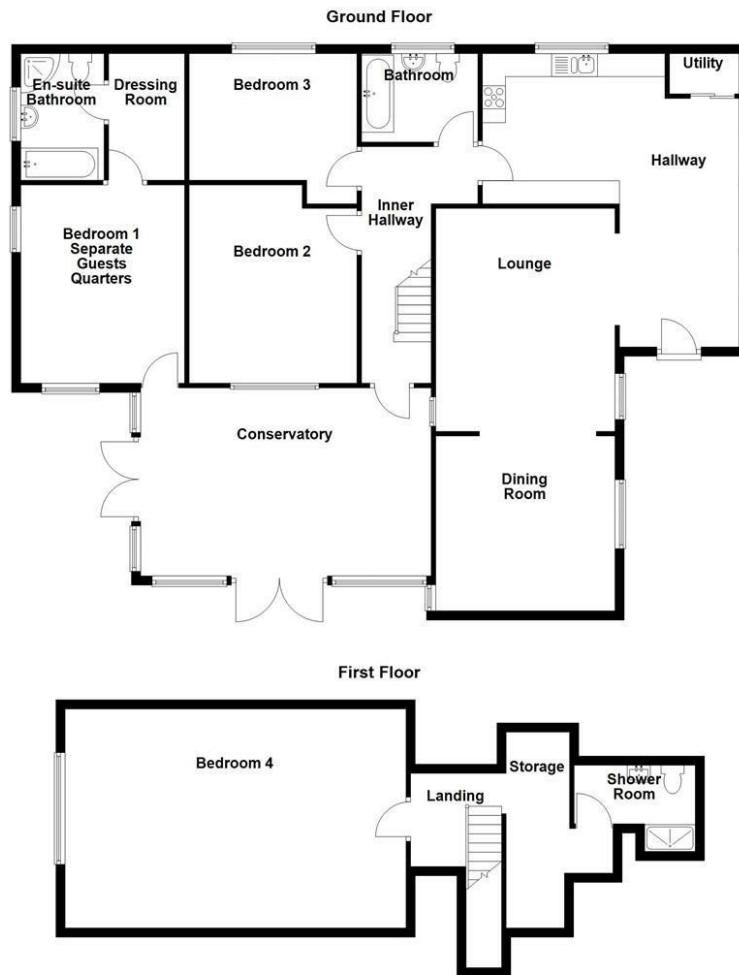 Ground Floor
En-suite
Bathroom
Dressing
Room
Bedroom 3
Bathroom
Utility
Hallway
Inner
Hallway
Bedroom 1
Separate
Guests
Quarters
Bedroom 2
Lounge
Conservatory
Dining
Room
First Floor
Bedroom 4
Landing
Storage
Shower
Room